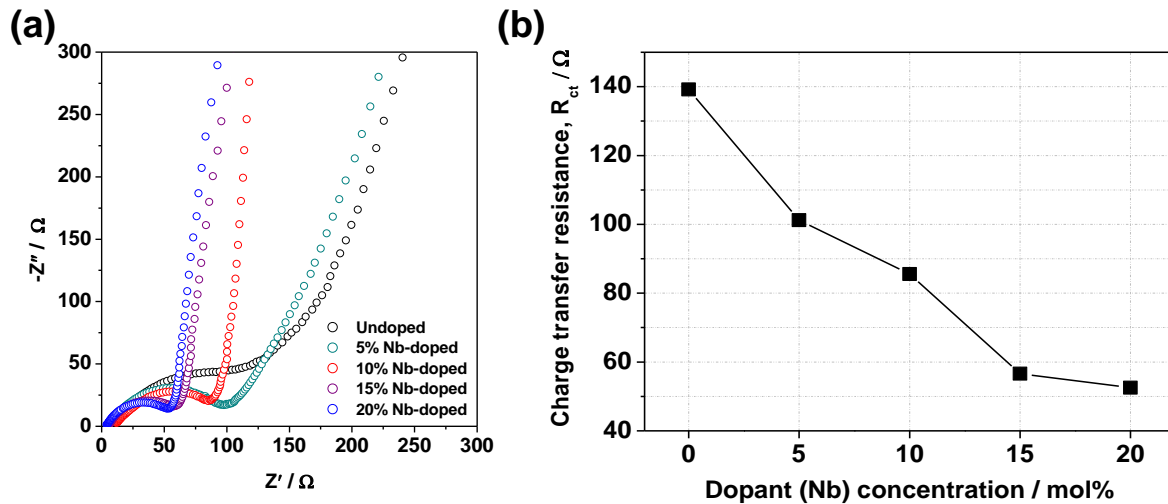 (a)
300
250
200
150
100
50
0
-Z″ / Ω
0 50 100 150 200 250 300
Z′ / Ω
Undoped
5% Nb-doped
10% Nb-doped
15% Nb-doped
20% Nb-doped
(b)
140
120
100
80
60
40
Charge transfer resistance, Rct / Ω
0 5 10 15 20
Dopant (Nb) concentration / mol%